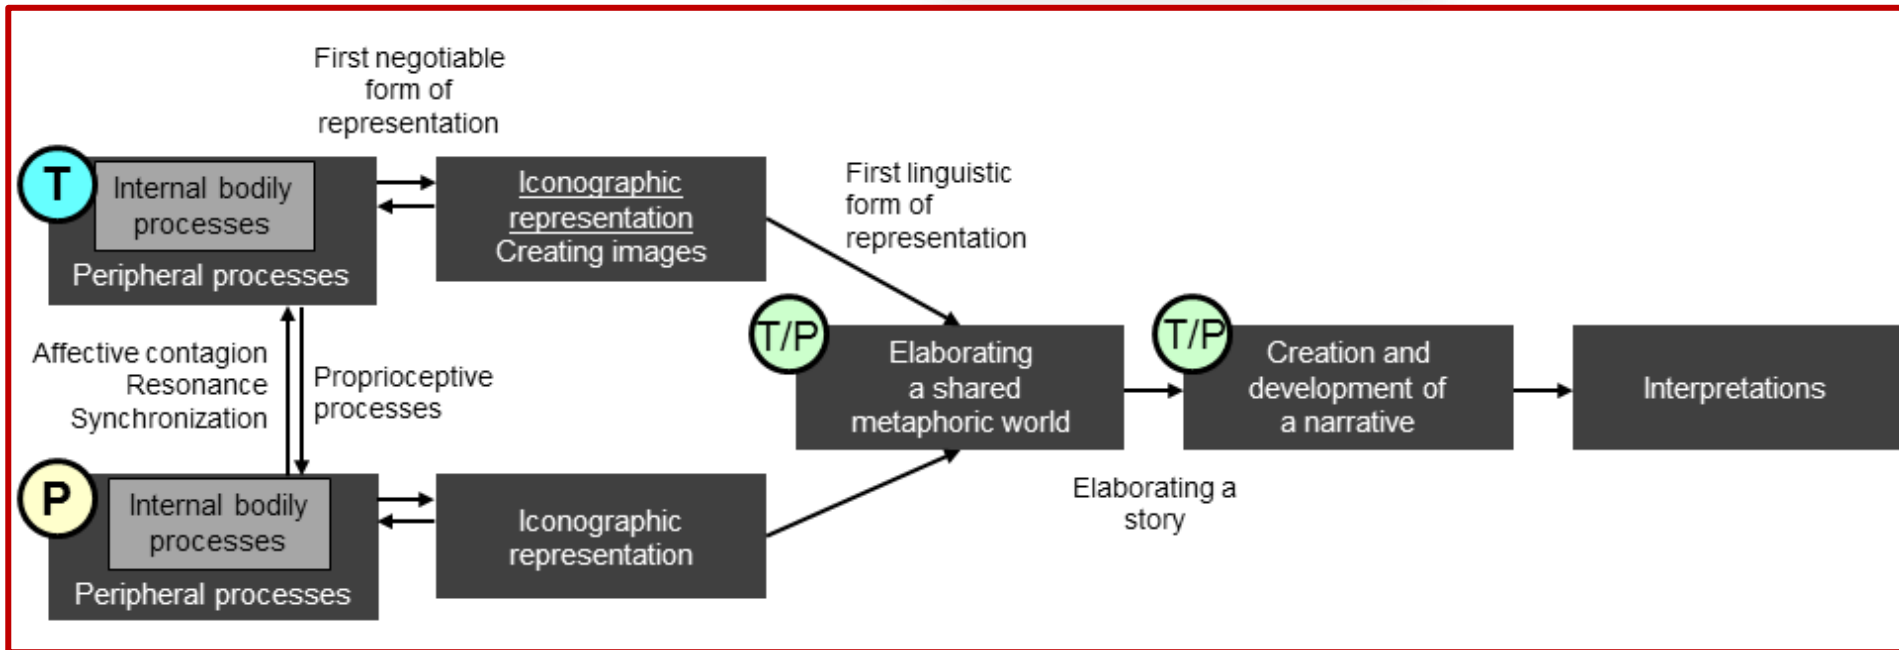 First negotiable
form of
representation
T
Internal bodily
processes
Peripheral processes
Iconographic
representation
Creating images
First linguistic
form of
representation
Affective contagion
Resonance
Synchronization
Proprioceptive
processes
T/P
Elaborating
a shared
metaphoric world
T/P
Creation and
development of
a narrative
Interpretations
P
Internal bodily
processes
Peripheral processes
Iconographic
representation
Elaborating a
story